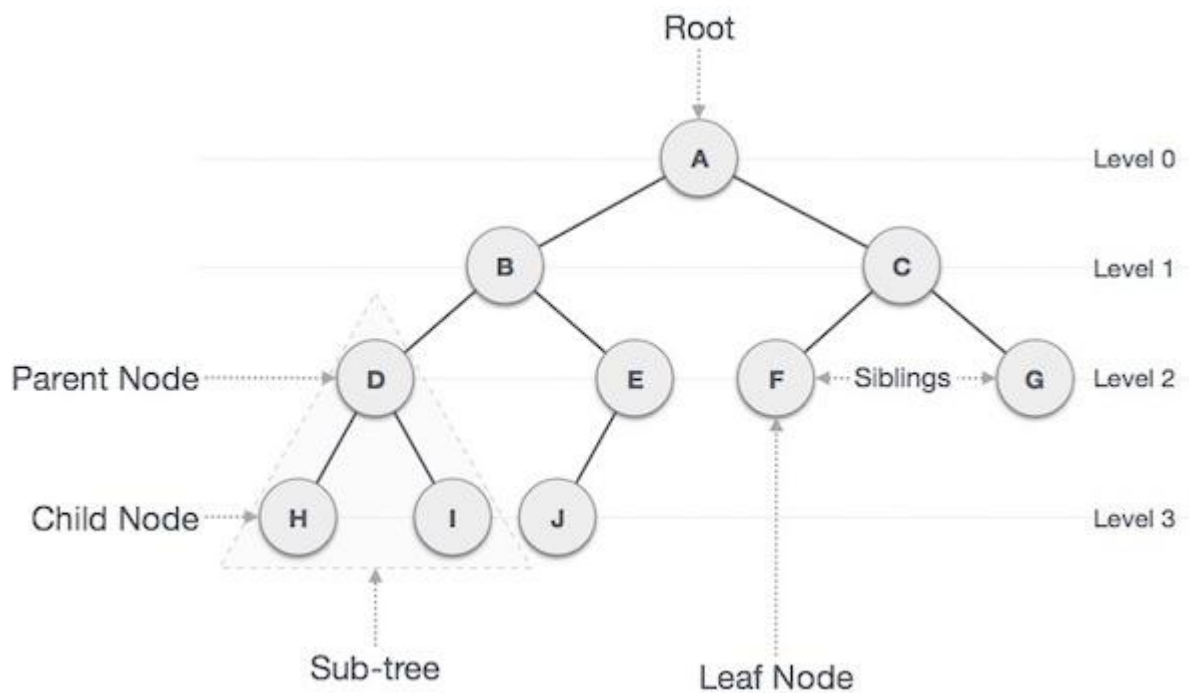 Root
A
Level 0
B
C
Level 1
Parent Node
D
E
F
Siblings
G
Level 2
Child Node
H
I
J
Level 3
Sub-tree
Leaf Node